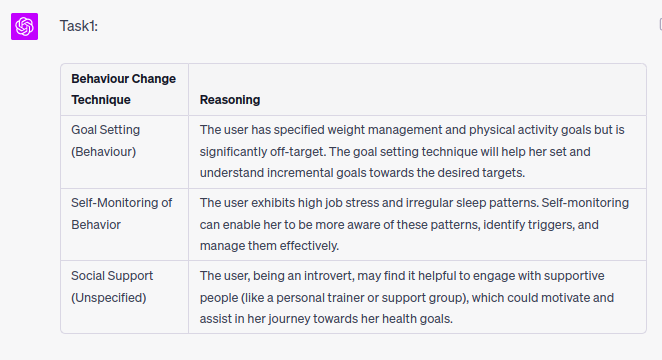 Task1:
Behaviour Change
Technique
Reasoning
Goal Setting
(Behaviour)
The user has specified weight management and physical activity goals but is
significantly off-target. The goal setting technique will help her set and
understand incremental goals towards the desired targets.
Self-Monitoring of
Behavior
The user exhibits high job stress and irregular sleep patterns. Self-monitoring
can enable her to be more aware of these patterns, identify triggers, and
manage them effectively.
Social Support
(Unspecified)
The user, being an introvert, may find it helpful to engage with supportive
people (like a personal trainer or support group), which could motivate and
assist in her journey towards her health goals.